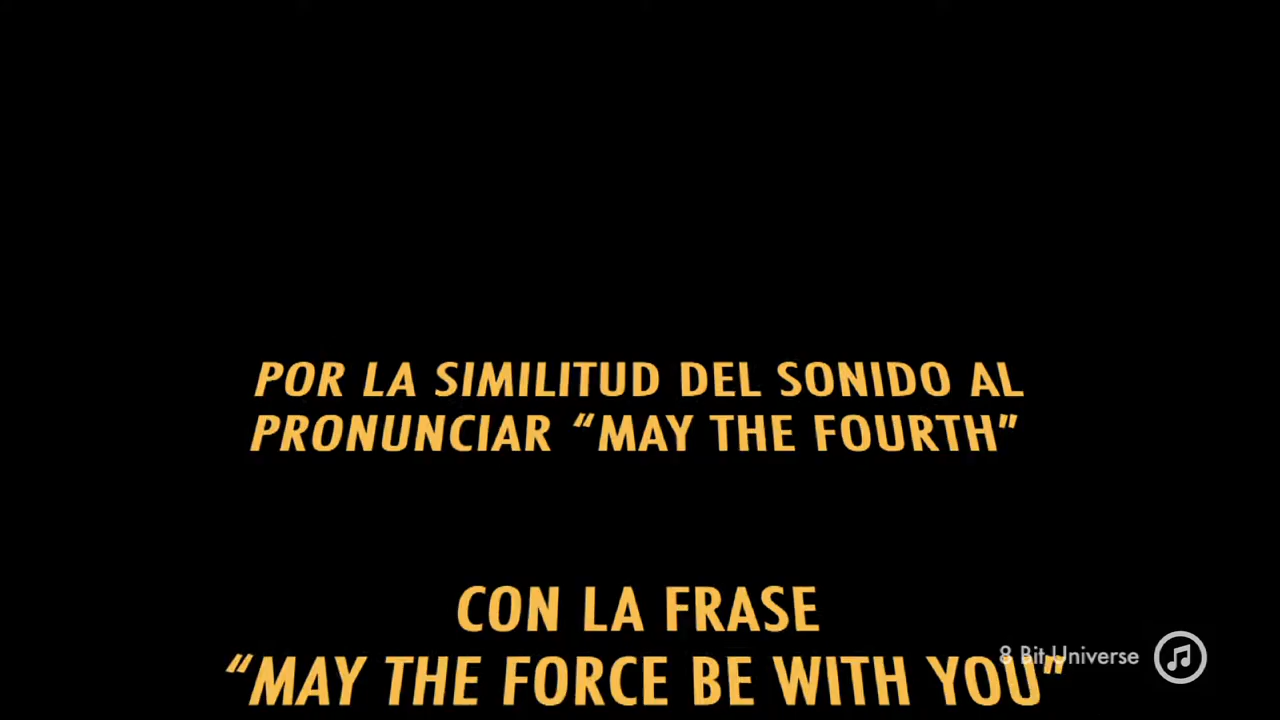 POR LA SIMILITUD DEL SONIDO AL
PRONUNCIAR “MAY THE FOURTH”
CON LA FRASE
“MAY THE FORCE BE WITH YOU”
8 Bit Universe